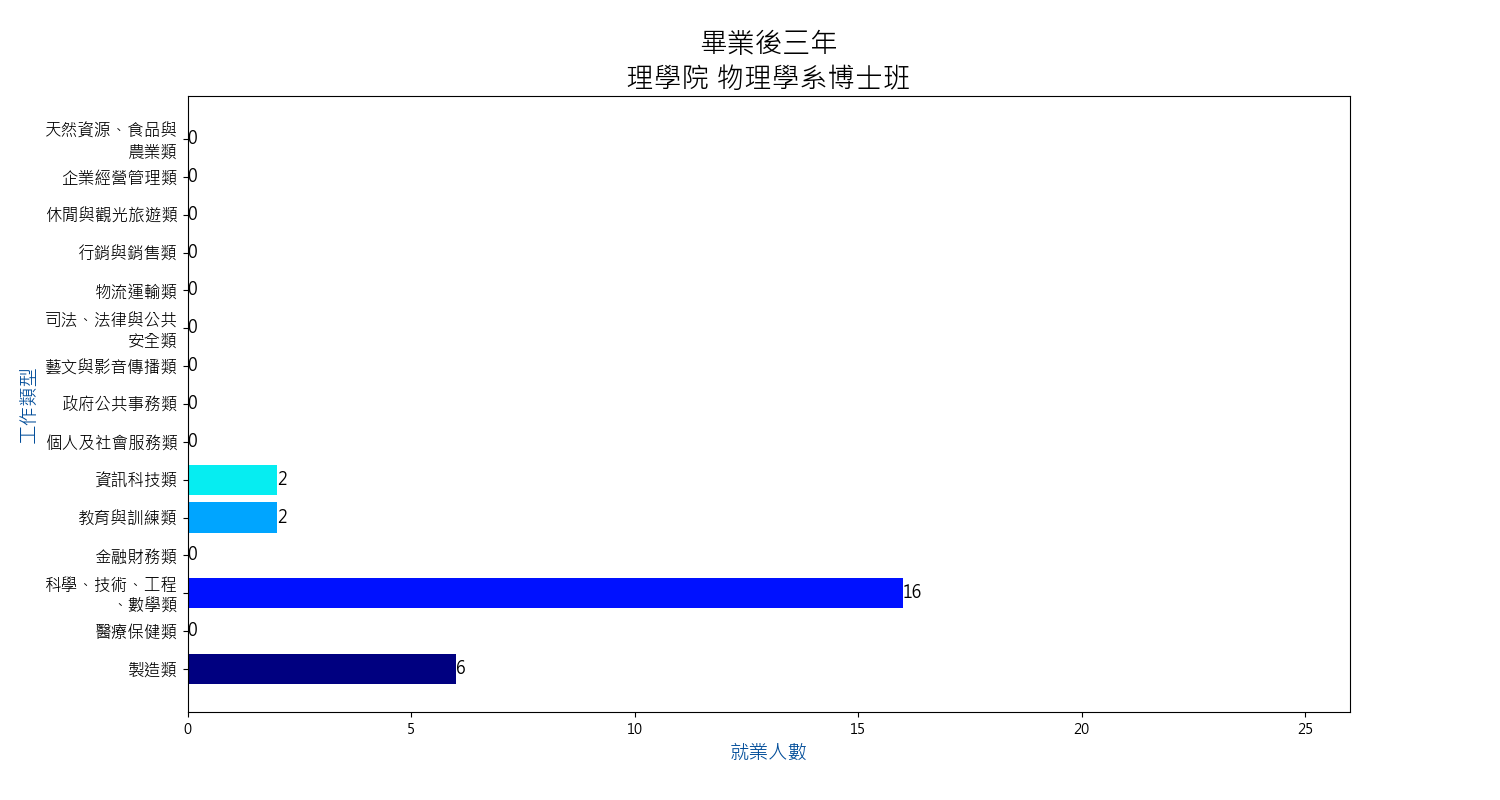 畢業後三年
理學院 物理學系博士班
天然資源、食品與
農業類
0
企業經營管理類
0
休閒與觀光旅遊類
0
行銷與銷售類
0
物流運輸類
0
司法、法律與公共
安全類
0
藝文與影音傳播類
0
政府公共事務類
0
個人及社會服務類
0
資訊科技類
2
教育與訓練類
2
金融財務類
0
科學、技術、工程
、數學類
16
醫療保健類
0
製造類
6
工作類型
0 5 10 15 20 25
就業人數